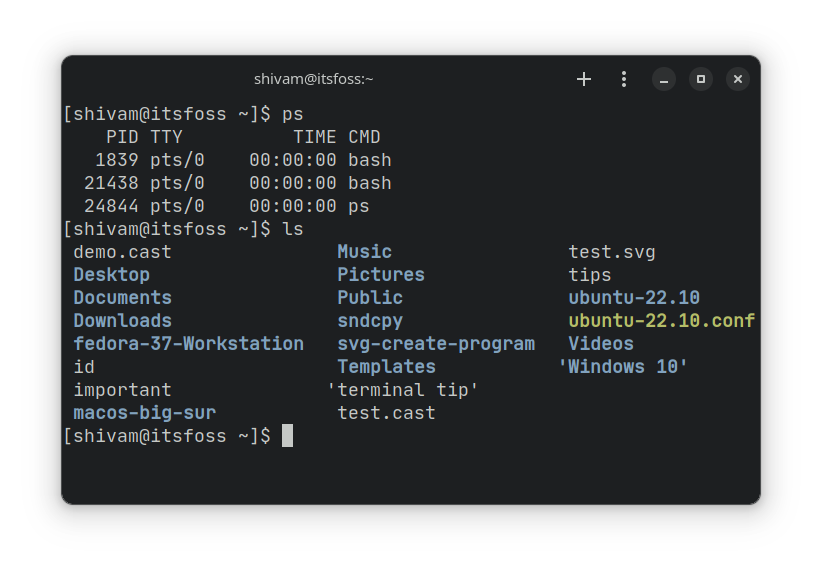 shivam@itsfoss:~
[shivam@itsfoss ~]$ ps
    PID TTY          TIME CMD
   1839 pts/0    00:00:00 bash
  21438 pts/0    00:00:00 bash
  24844 pts/0    00:00:00 ps
[shivam@itsfoss ~]$ ls
 demo.cast               Music                test.svg
 Desktop                 Pictures             tips
 Documents               Public               ubuntu-22.10
 Downloads               sndcpy               ubuntu-22.10.conf
 fedora-37-Workstation   svg-create-program   Videos
 id                      Templates           'Windows 10'
 important              'terminal tip'
 macos-big-sur           test.cast
[shivam@itsfoss ~]$